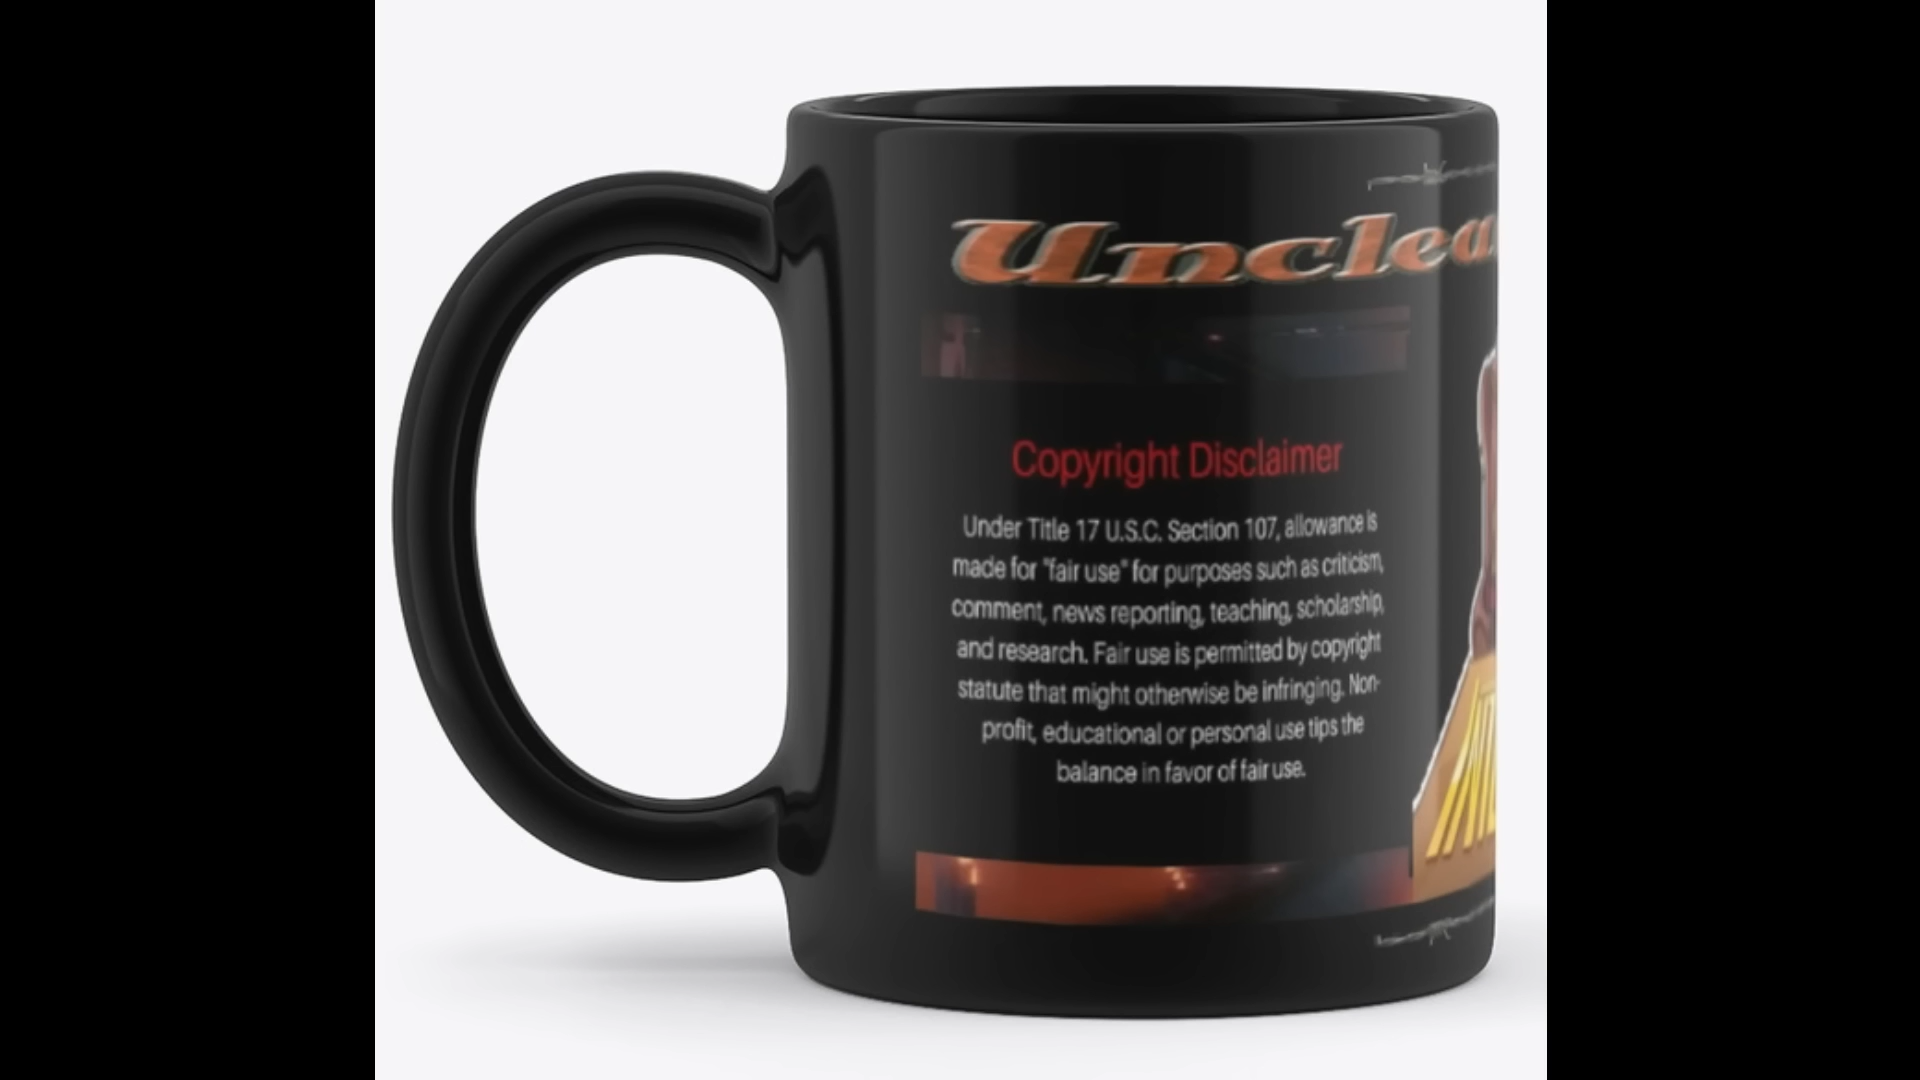 Unclea
Copyright Disclaimer
Under Title 17 U.S.C. Section 107, allowance is
made for "fair use" for purposes such as criticism,
comment, news reporting, teaching, scholarship,
and research. Fair use is permitted by copyright
statute that might otherwise be infringing. Non-
profit, educational or personal use tips the
balance in favor of fair use.